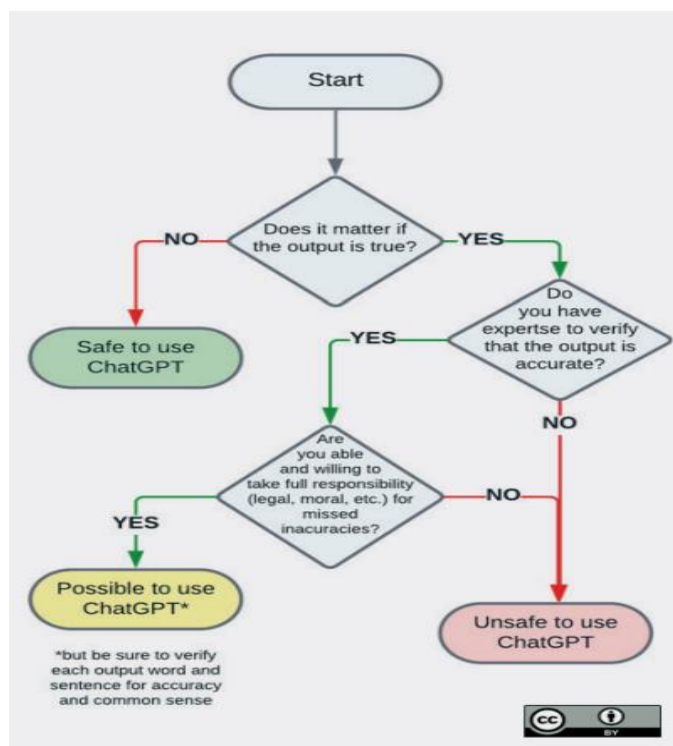 Start
Does it matter if
the output is true?
NO
YES
Safe to use
ChatGPT
Do
you have
expertse to verify
that the output is
accurate?
YES
NO
Are
you able
and willing to
take full responsibility
(legal, moral, etc.) for
missed
inacuracies?
YES
NO
Possible to use
ChatGPT*
*but be sure to verify
each output word and
sentence for accuracy
and common sense
Unsafe to use
ChatGPT
cc
BY